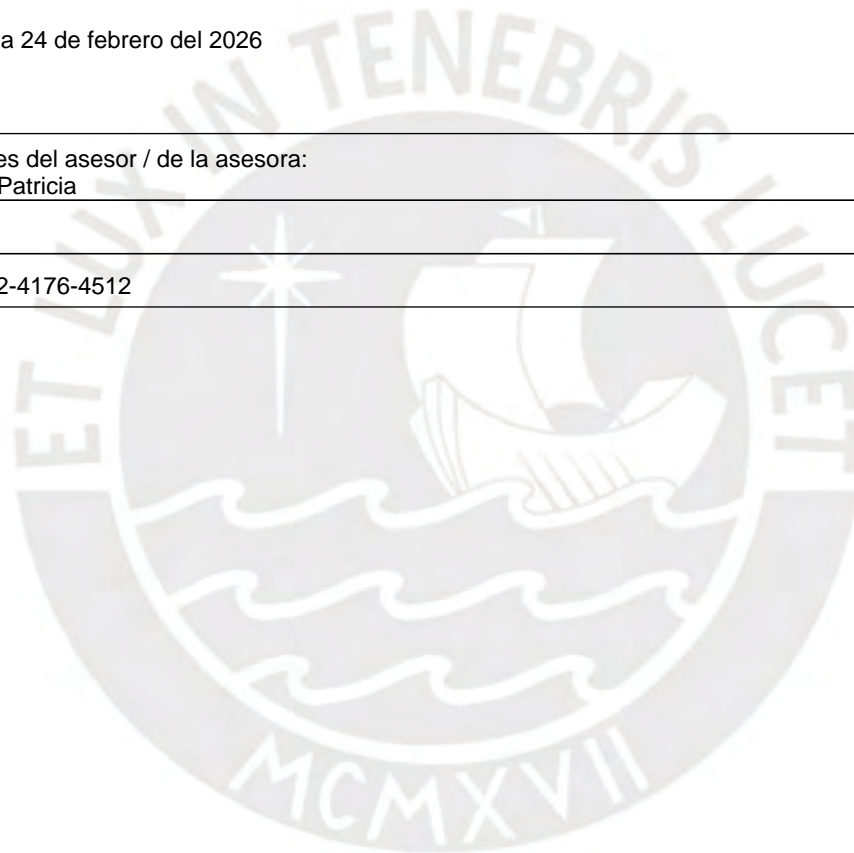 a 24 de febrero del 2026
es del asesor / de la asesora:
Patricia
2-4176-4512
ET LUX IN TENEBRIS LUCET
MCMXVII